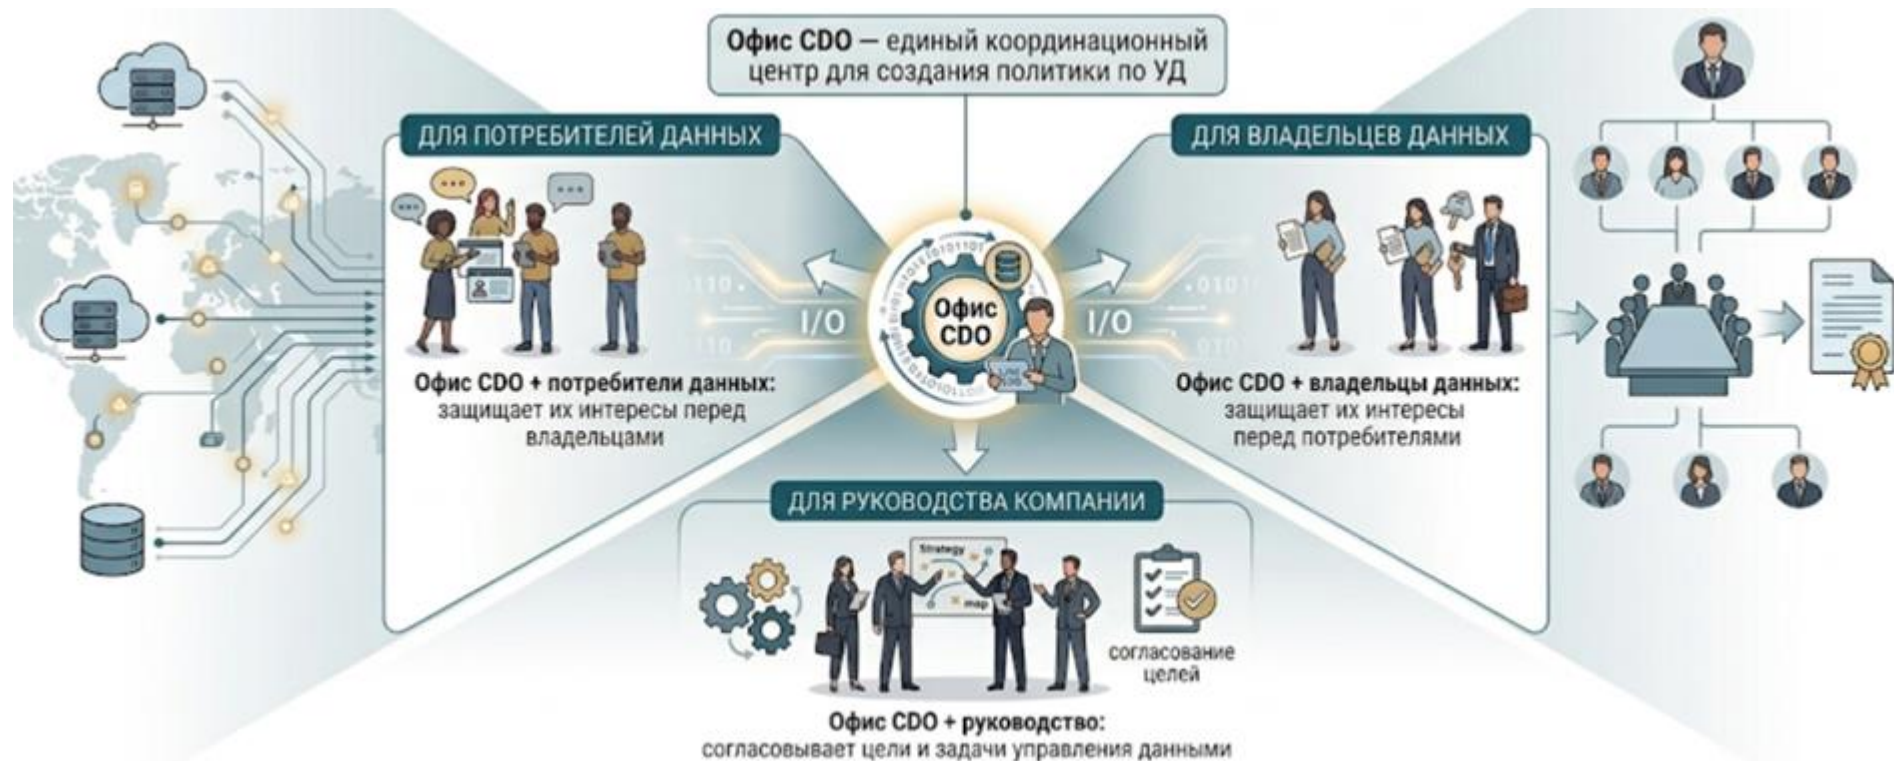 Офис CDO — единый координационный
центр для создания политики по УД
ДЛЯ ПОТРЕБИТЕЛЕЙ ДАННЫХ
ДЛЯ ВЛАДЕЛЬЦЕВ ДАННЫХ
I/O
Офис
CDO
I/O
Офис CDO + потребители данных:
защищает их интересы перед
владельцами
Офис CDO + владельцы данных:
защищает их интересы
перед потребителями
ДЛЯ РУКОВОДСТВА КОМПАНИИ
Strategy
map
согласование
целей
Офис CDO + руководство:
согласовывает цели и задачи управления данными